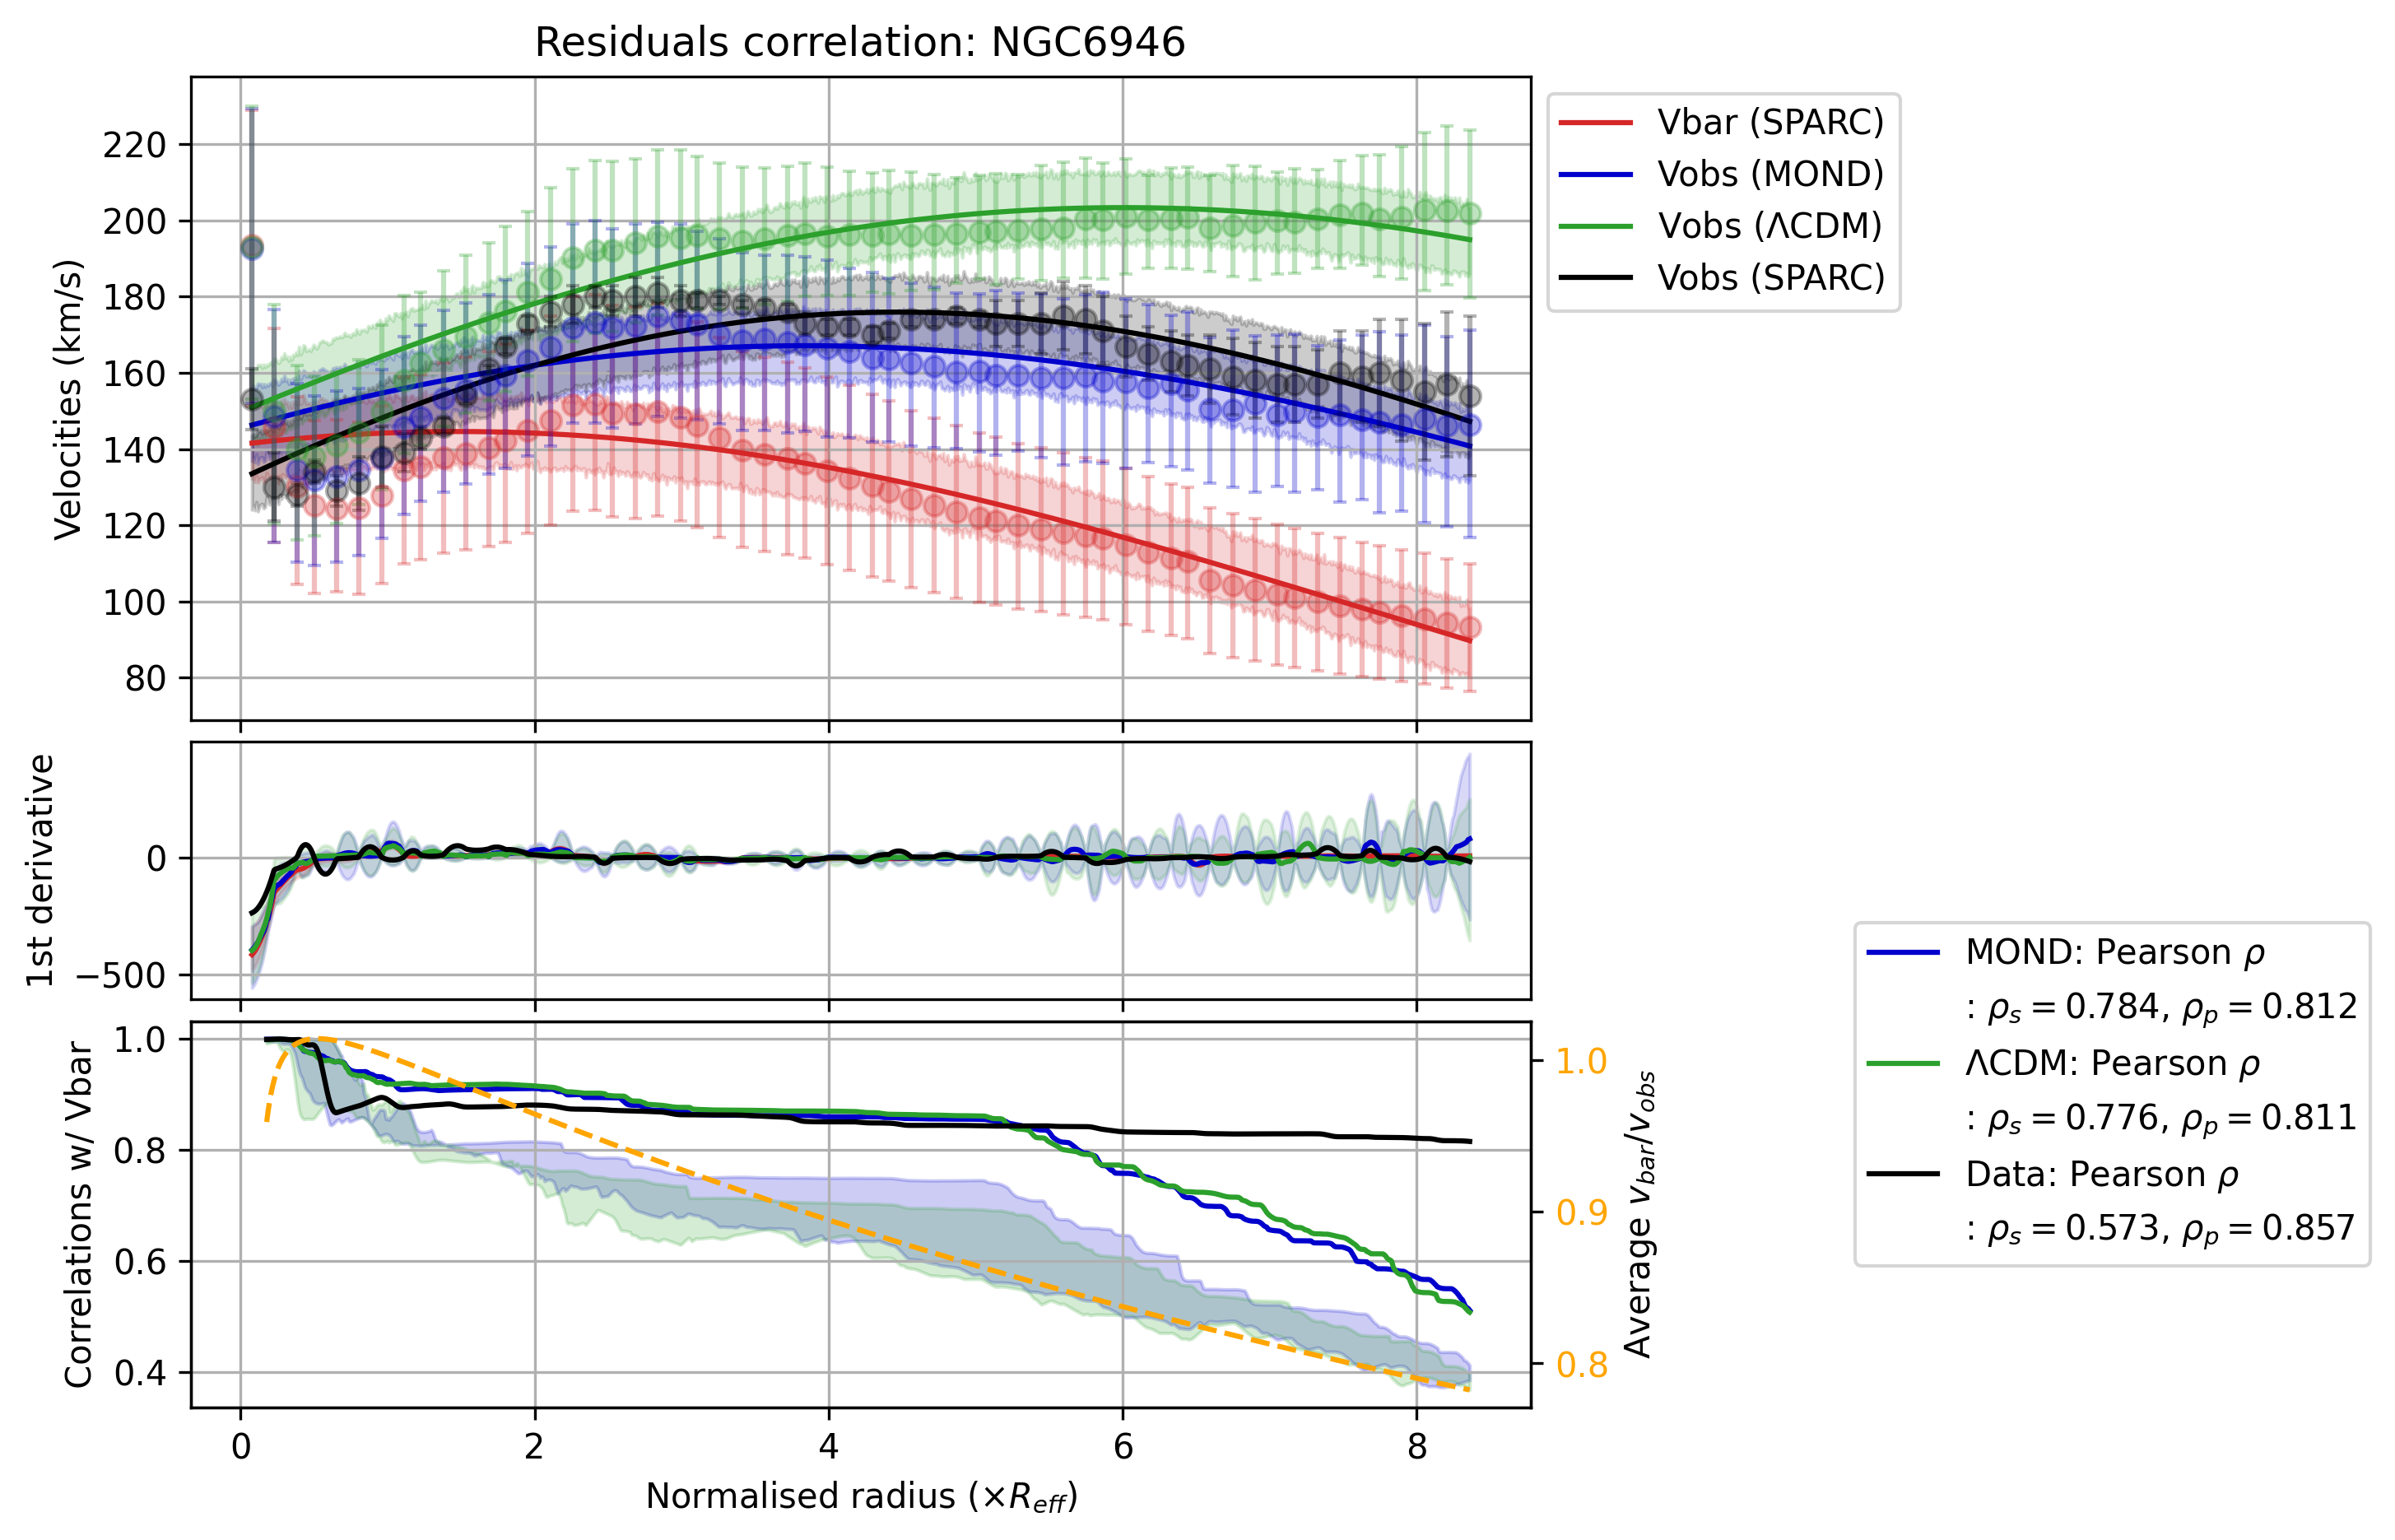 Residuals correlation: NGC6946
Velocities (km/s)
220
200
180
160
140
120
100
80
Vbar (SPARC)
Vobs (MOND)
Vobs (ΛCDM)
Vobs (SPARC)
1st derivative
0
−500
Correlations w/ Vbar
1.0
0.8
0.6
0.4
1.0
0.9
0.8
Average v_bar/v_obs
MOND: Pearson ρ
: ρ_s = 0.784, ρ_p = 0.812
ΛCDM: Pearson ρ
: ρ_s = 0.776, ρ_p = 0.811
Data: Pearson ρ
: ρ_s = 0.573, ρ_p = 0.857
0 2 4 6 8
Normalised radius (×R_eff)